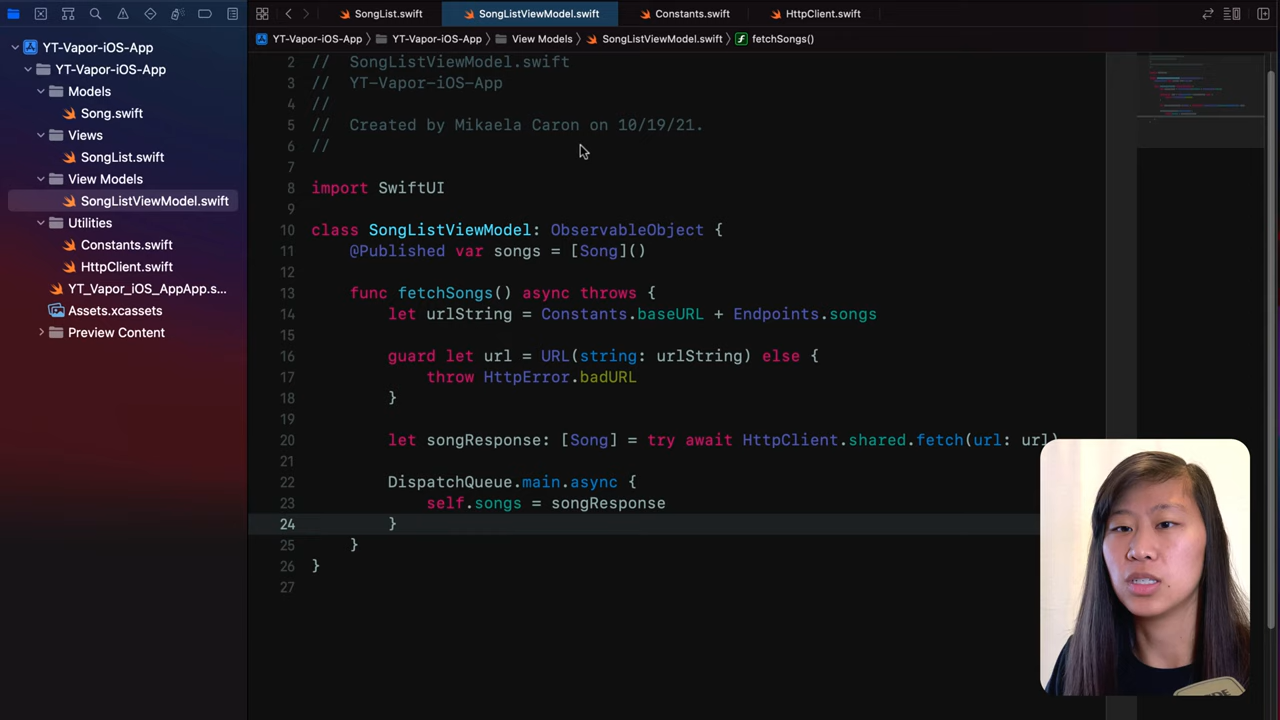 SongList.swift
SongListViewModel.swift
Constants.swift
HttpClient.swift
YT-Vapor-iOS-App
YT-Vapor-iOS-App
Models
Song.swift
Views
SongList.swift
View Models
SongListViewModel.swift
Utilities
Constants.swift
HttpClient.swift
YT_Vapor_iOS_AppApp.s...
Assets.xcassets
Preview Content
YT-Vapor-iOS-App
YT-Vapor-iOS-App
View Models
SongListViewModel.swift
fetchSongs()
2 // SongListViewModel.swift
3 // YT-Vapor-iOS-App
4 //
5 // Created by Mikaela Caron on 10/19/21.
6 //
7
8 import SwiftUI
9
10 class SongListViewModel: ObservableObject {
11 @Published var songs = [Song]()
12
13 func fetchSongs() async throws {
14 let urlString = Constants.baseURL + Endpoints.songs
15
16 guard let url = URL(string: urlString) else {
17 throw HttpError.badURL
18 }
19
20 let songResponse: [Song] = try await HttpClient.shared.fetch(url: url)
21
22 DispatchQueue.main.async {
23 self.songs = songResponse
24 }
25 }
26 }
27